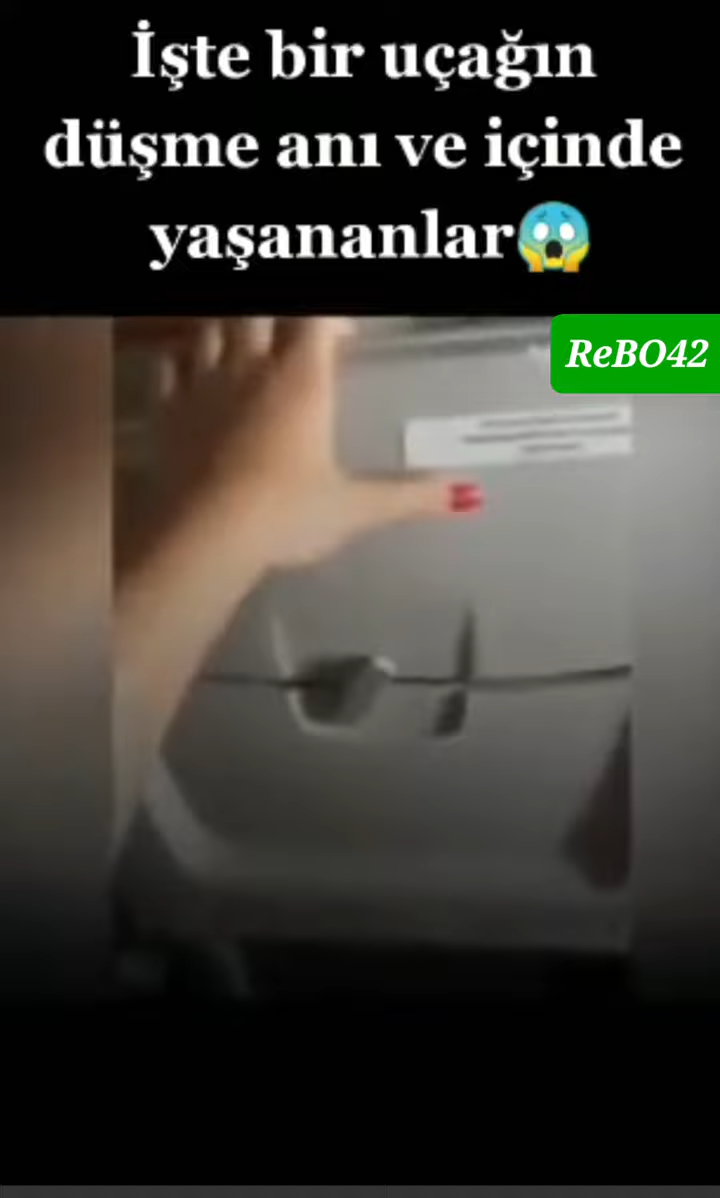 İşte bir uçağın
düşme anı ve içinde
yaşananlar😱
ReBO42